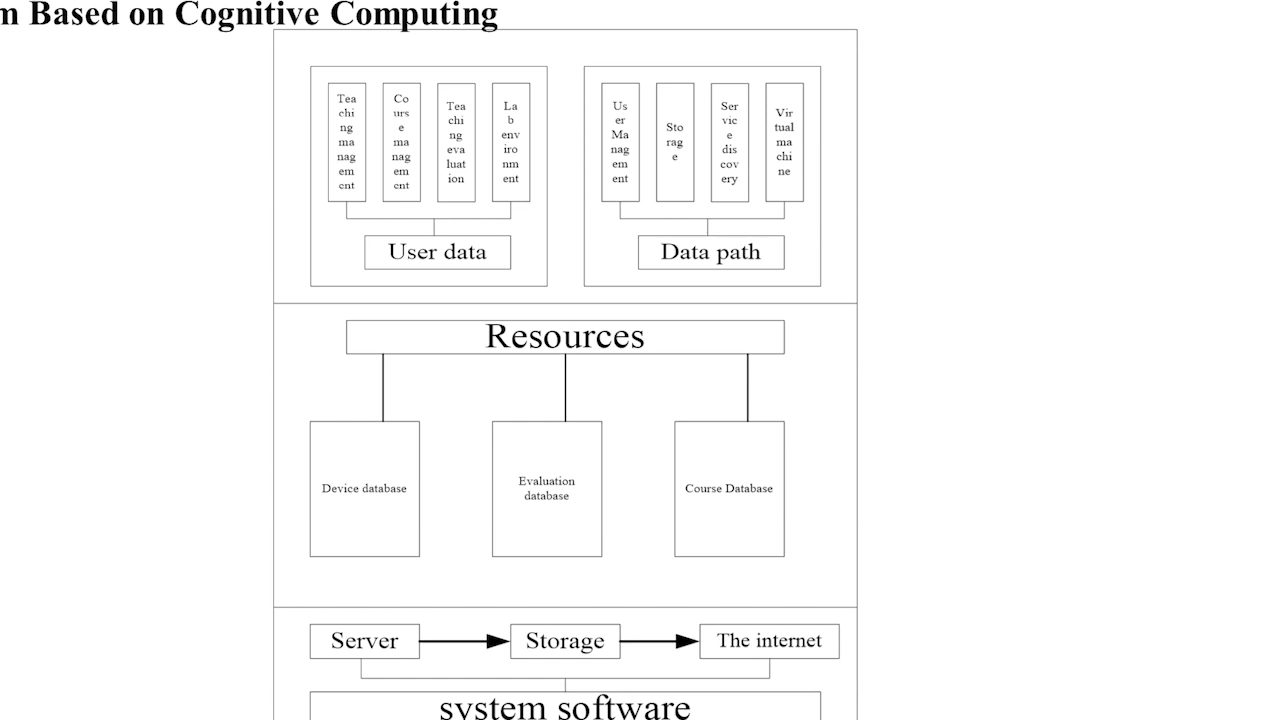 m Based on Cognitive Computing
Tea
chi
ng
ma
nag
em
ent
Co
urs
e
ma
nag
em
ent
Tea
chi
ng
eva
luat
ion
La
b
env
iro
nm
ent
User data
Us
er
Ma
nag
em
ent
Sto
rag
e
Ser
vic
e
dis
cov
ery
Vir
tual
ma
chi
ne
Data path
Resources
Device database
Evaluation
database
Course Database
Server
Storage
The internet
system software